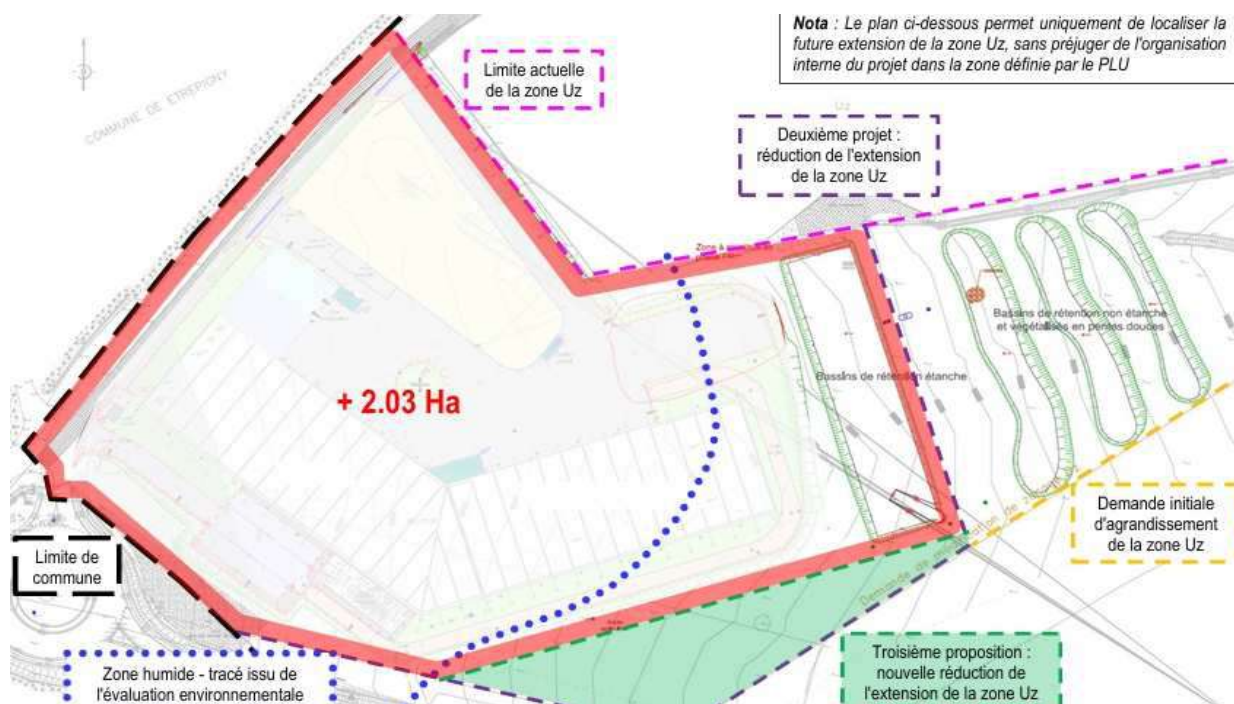 Nota : Le plan ci-dessous permet uniquement de localiser la
future extension de la zone Uz, sans préjuger de l'organisation
interne du projet dans la zone définie par le PLU
COMMUNE DE ETREPIGNY
Limite actuelle
de la zone Uz
Uz
Deuxième projet :
réduction de l'extension
de la zone Uz
Zone à
Bassins de rétention non étanche
et végétalisés en pentes douces
Bassins de rétention étanche
+ 2.03 Ha
Demande initiale
d'agrandissement
de la zone Uz
Limite de
commune
Demande de
Zone humide - tracé issu de
l'évaluation environnementale
Troisième proposition :
nouvelle réduction de
l'extension de la zone Uz